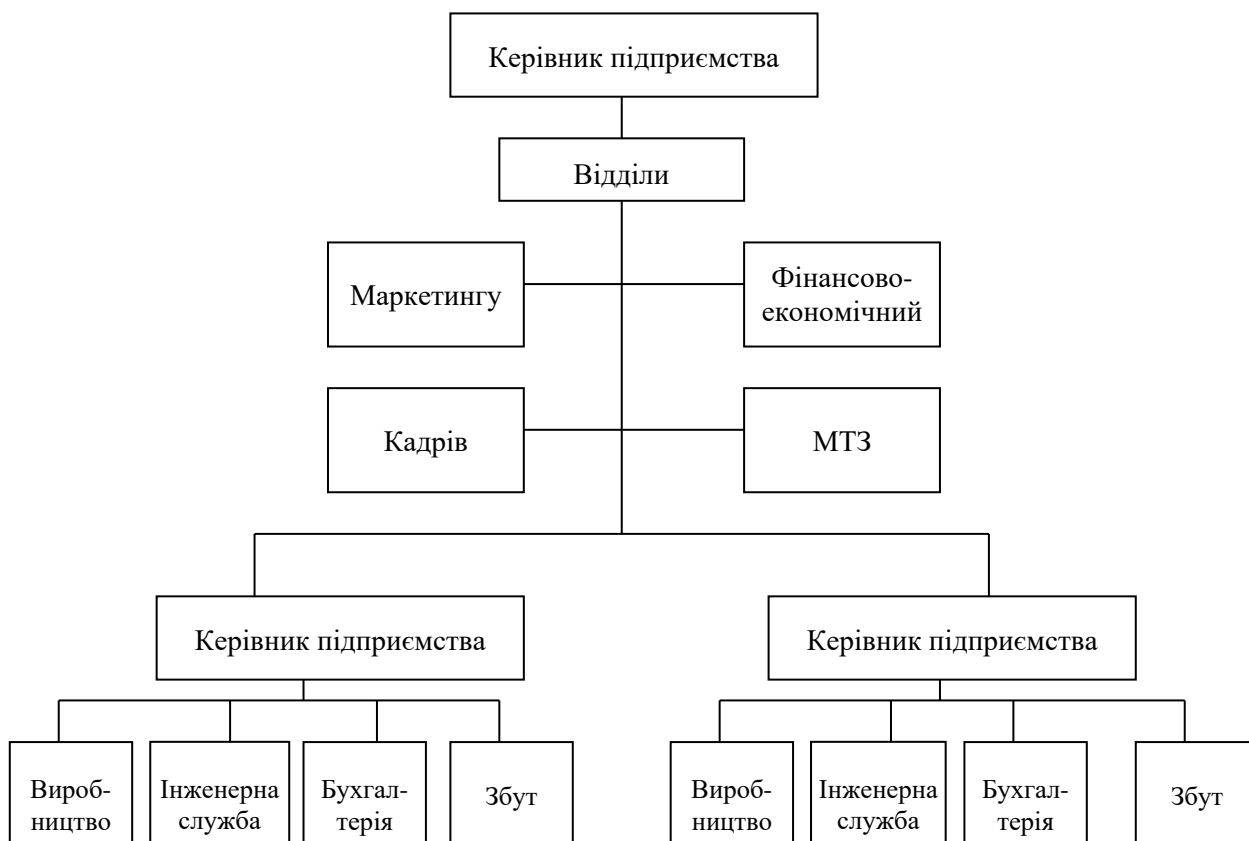 Керівник підприємства
Відділи
Маркетингу
Фінансово-
економічний
Кадрів
МТЗ
Керівник підприємства
Керівник підприємства
Вироб-
ництво
Інженерна
служба
Бухгал-
терія
Збут
Вироб-
ництво
Інженерна
служба
Бухгал-
терія
Збут